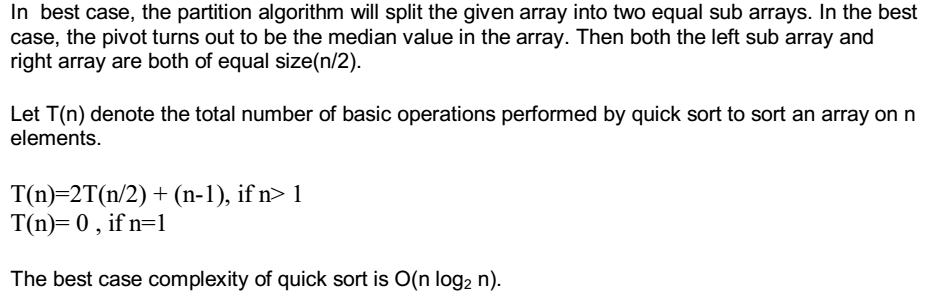 In best case, the partition algorithm will split the given array into two equal sub arrays. In the best
case, the pivot turns out to be the median value in the array. Then both the left sub array and
right array are both of equal size(n/2).
Let T(n) denote the total number of basic operations performed by quick sort to sort an array on n
elements.
T(n)=2T(n/2) + (n-1), if n> 1
T(n)= 0 , if n=1
The best case complexity of quick sort is O(n log₂ n).